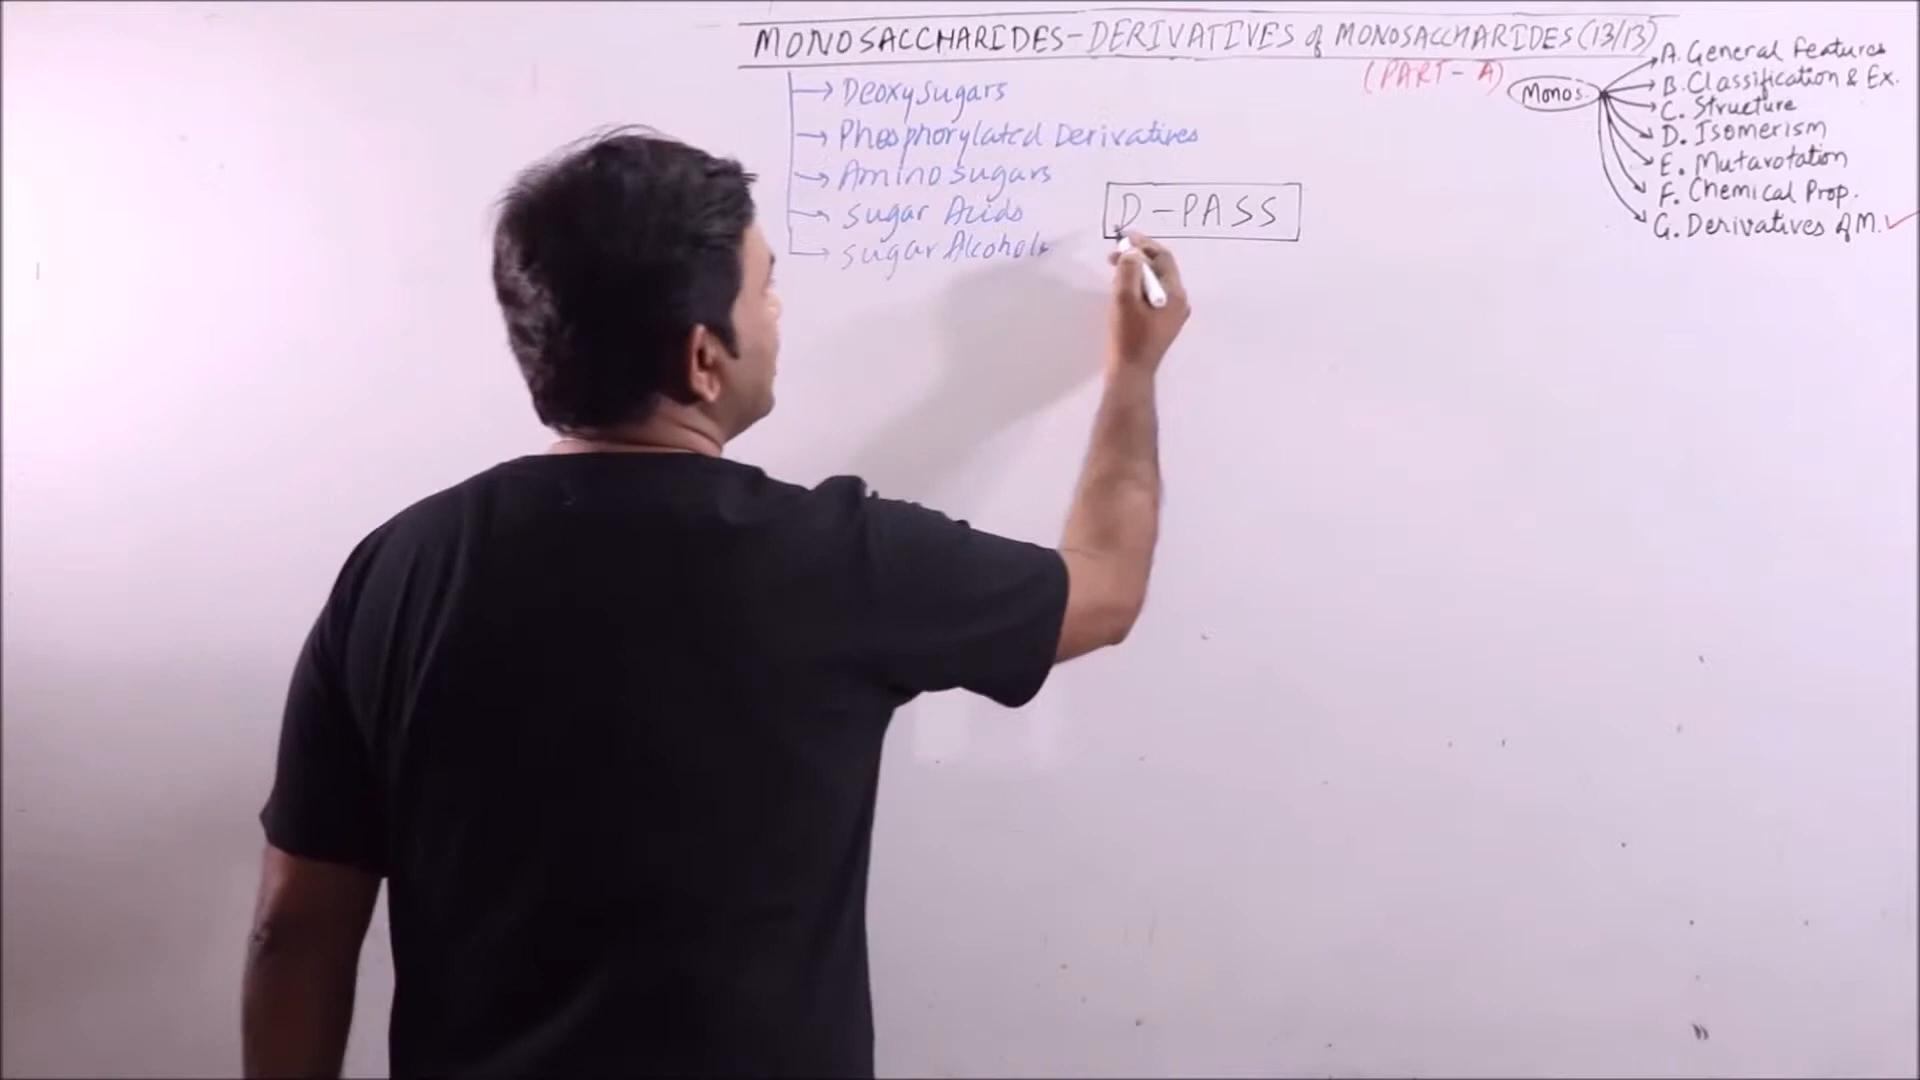 MONOSACCHARIDES-DERIVATIVES of MONOSACCHARIDES (13/13)
(PART-A)
Deoxysugars
Phosphorylated Derivatives
Amino sugars
Sugar Acids
Sugar Alcohols
D-PASS
Monos.
A. General Features
B. Classification & Ex.
C. Structure
D. Isomerism
E. Mutarotation
F. Chemical Prop.
G. Derivatives of M.